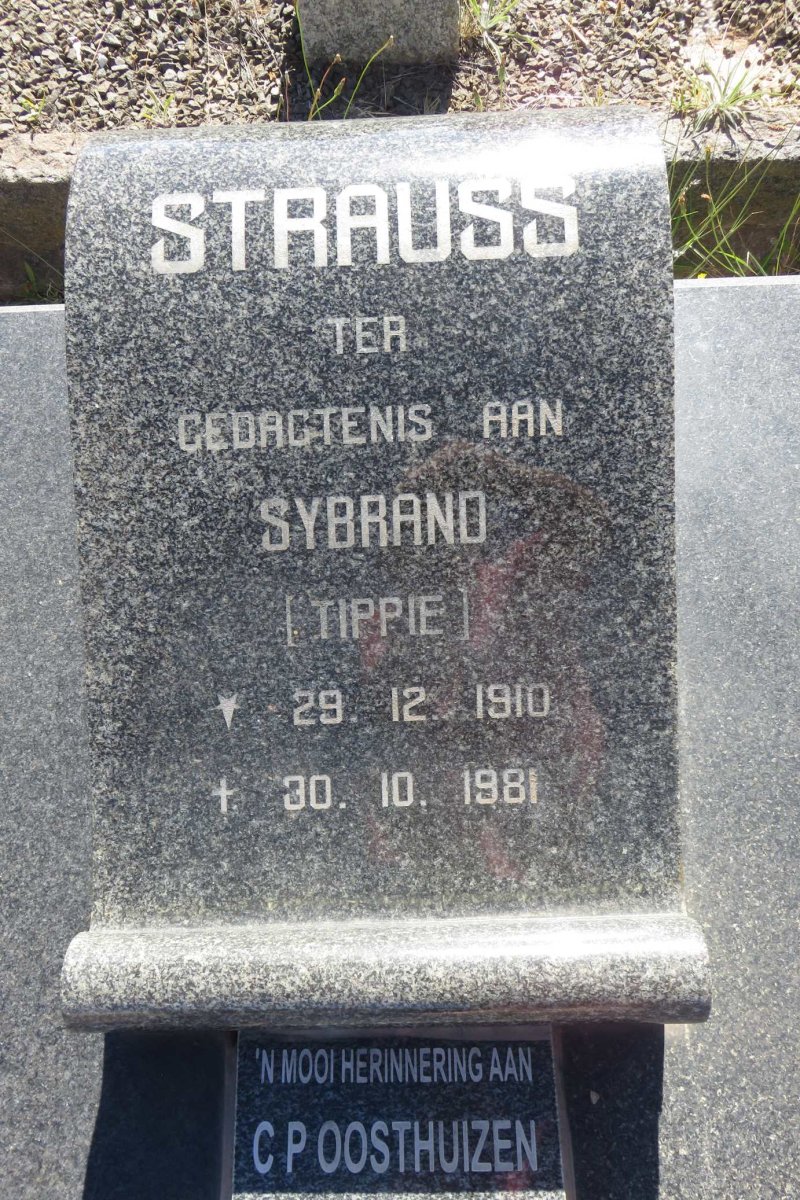 STRAUSS
TER
GEDAGTENIS AAN
SYBRAND
[TIPPIE]
★ 29. 12. 1910
† 30. 10. 1981
'N MOOI HERINNERING AAN
C P OOSTHUIZEN